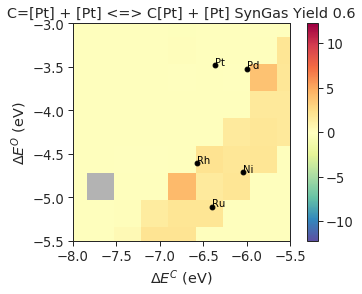 C=[Pt] + [Pt] <=> C[Pt] + [Pt] SynGas Yield 0.6
−3.0
−3.5
−4.0
−4.5
−5.0
−5.5
ΔE^O (eV)
Pt
Pd
Rh
Ni
Ru
−8.0 −7.5 −7.0 −6.5 −6.0 −5.5
ΔE^C (eV)
10
5
0
−5
−10